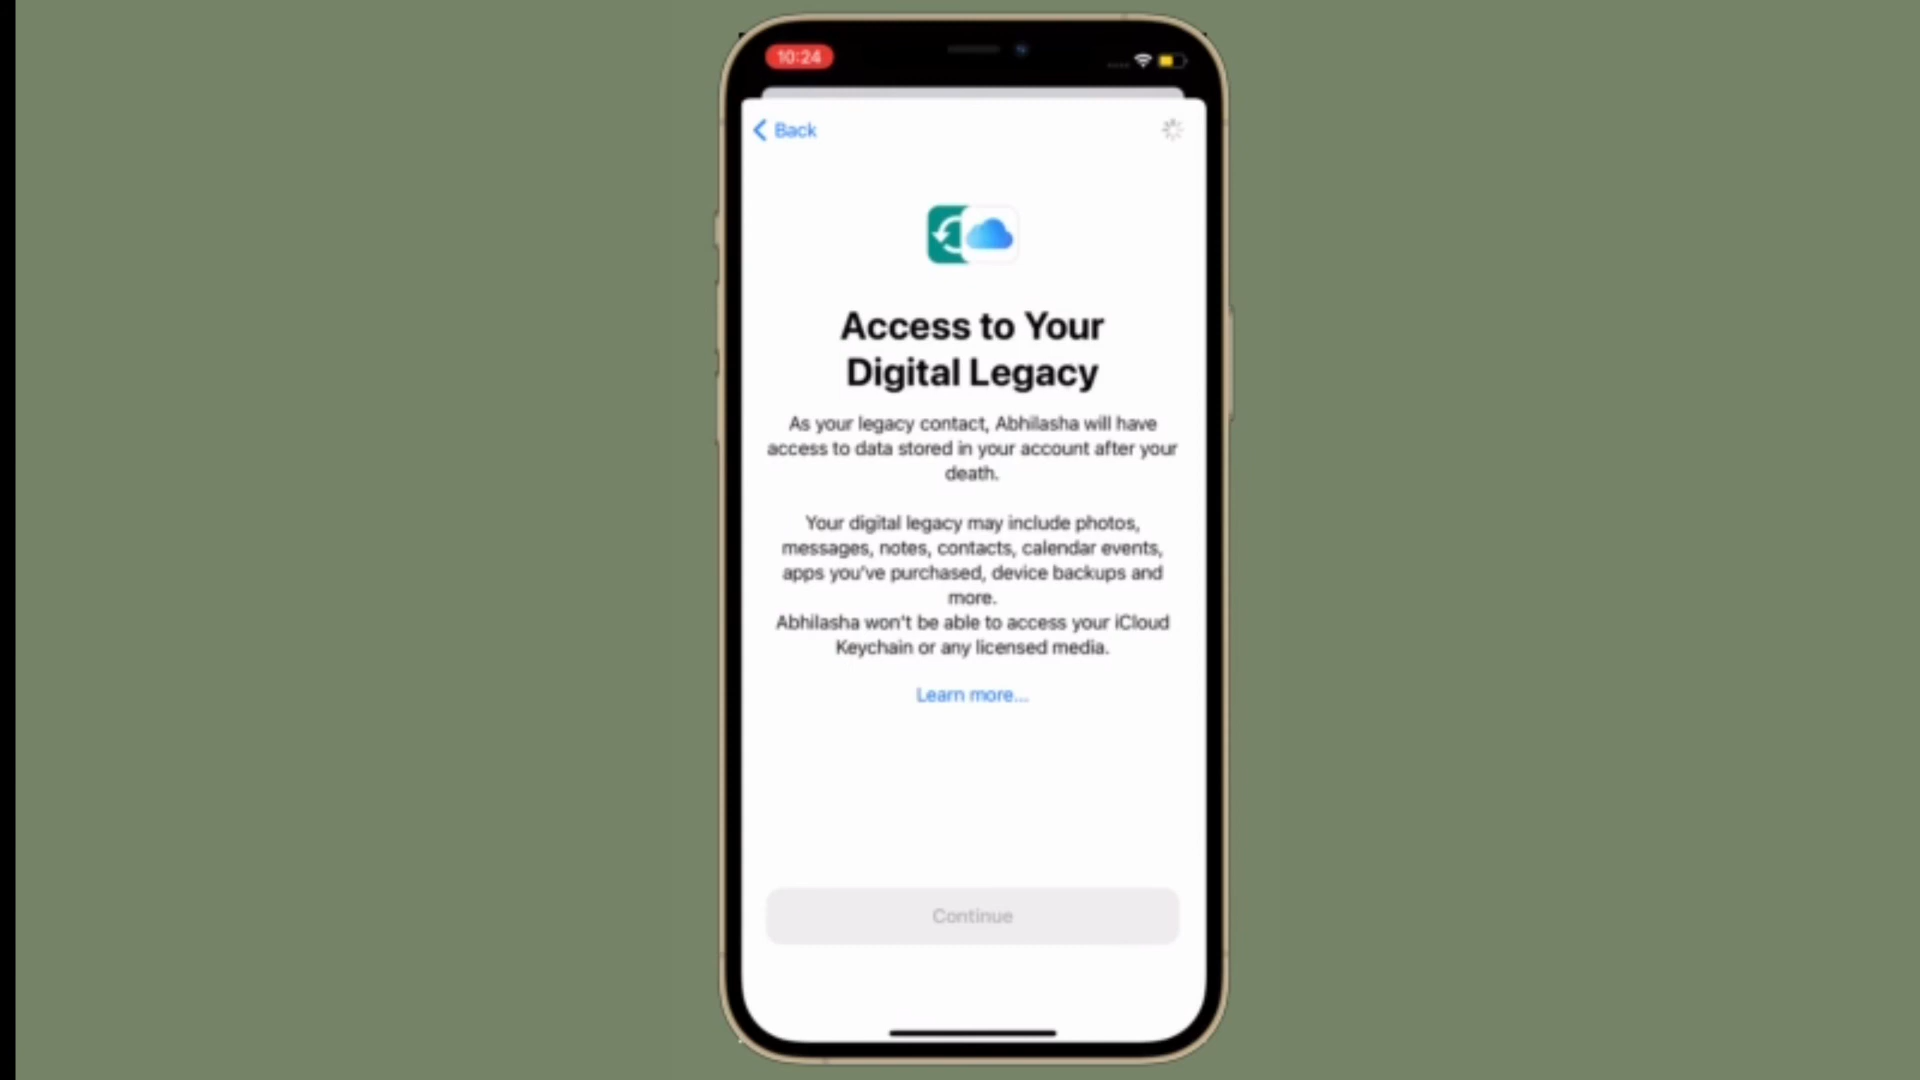 10:24
Back
Access to Your
Digital Legacy
As your legacy contact, Abhilasha will have
access to data stored in your account after your
death.
Your digital legacy may include photos,
messages, notes, contacts, calendar events,
apps you've purchased, device backups and
more.
Abhilasha won't be able to access your iCloud
Keychain or any licensed media.
Learn more...
Continue